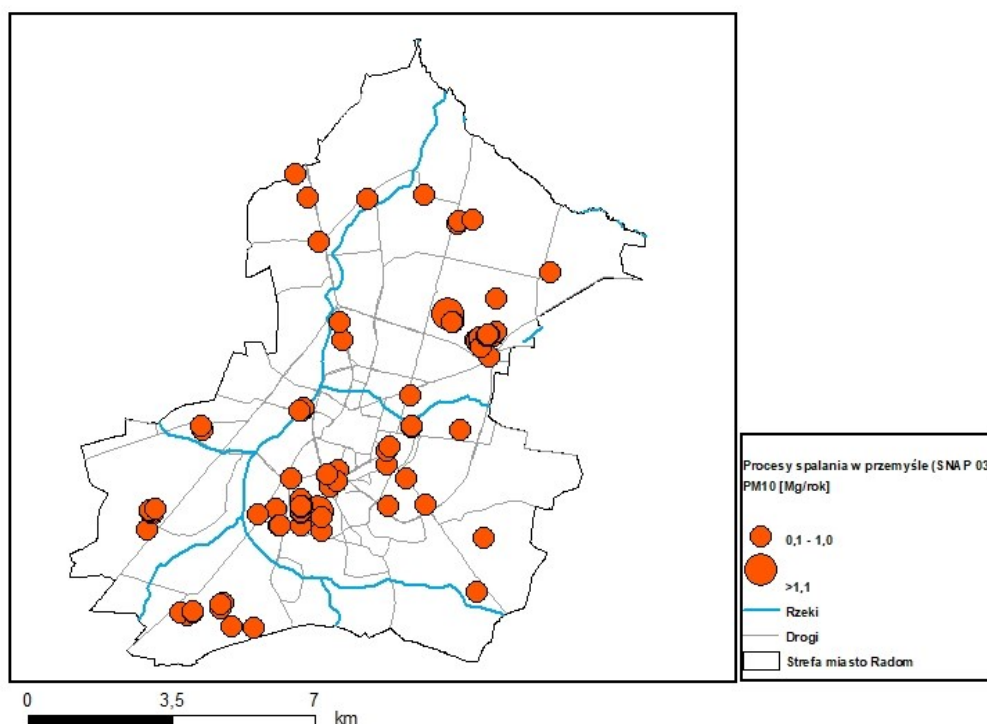 Procesy spalania w przemyśle (SNAP 03
PM10 [Mg/rok]
0,1 - 1,0
>1,1
Rzeki
Drogi
Strefa miasto Radom
0 3,5 7
km